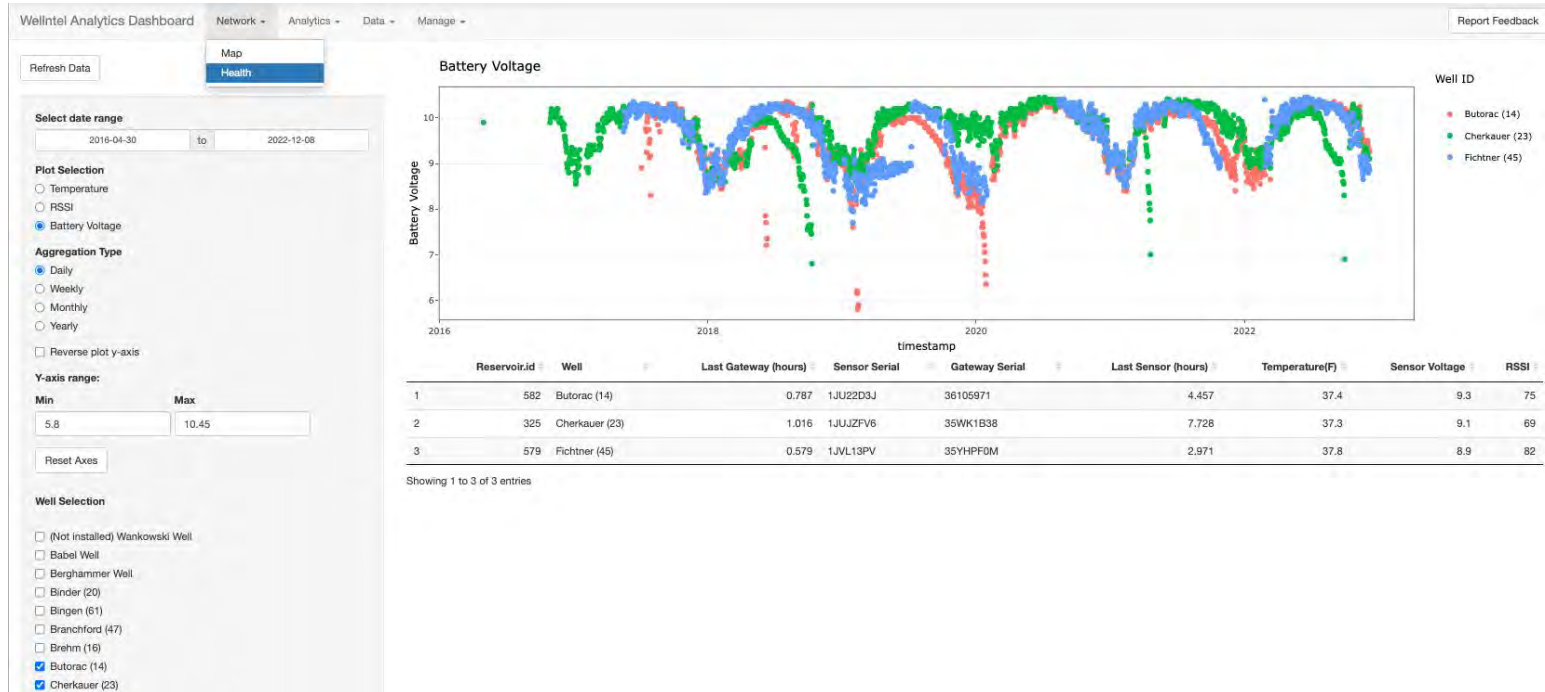 Wellntel Analytics Dashboard Network Analytics Data Manage Report Feedback
Map
Health
Refresh Data
Select date range
2016-04-30 to 2022-12-08
Plot Selection
Temperature
RSSI
Battery Voltage
Aggregation Type
Daily
Weekly
Monthly
Yearly
Reverse plot y-axis
Y-axis range:
Min Max
5.8 10.45
Reset Axes
Well Selection
(Not installed) Wankowski Well
Babel Well
Berghammer Well
Binder (20)
Bingen (61)
Branchford (47)
Brehm (16)
Butorac (14)
Cherkauer (23)
Battery Voltage
Well ID
Butorac (14)
Cherkauer (23)
Fichtner (45)
Battery Voltage
10
9
8
7
6
2016 2018 2020 2022
timestamp
Reservoir.id Well Last Gateway (hours) Sensor Serial Gateway Serial Last Sensor (hours) Temperature(F) Sensor Voltage RSSI
1 582 Butorac (14) 0.787 1JU22D3J 36105971 4.457 37.4 9.3 75
2 325 Cherkauer (23) 1.016 1JUJZFV6 35WK1B38 7.728 37.3 9.1 69
3 579 Fichtner (45) 0.579 1JVL13PV 35YHPF0M 2.971 37.8 8.9 82
Showing 1 to 3 of 3 entries